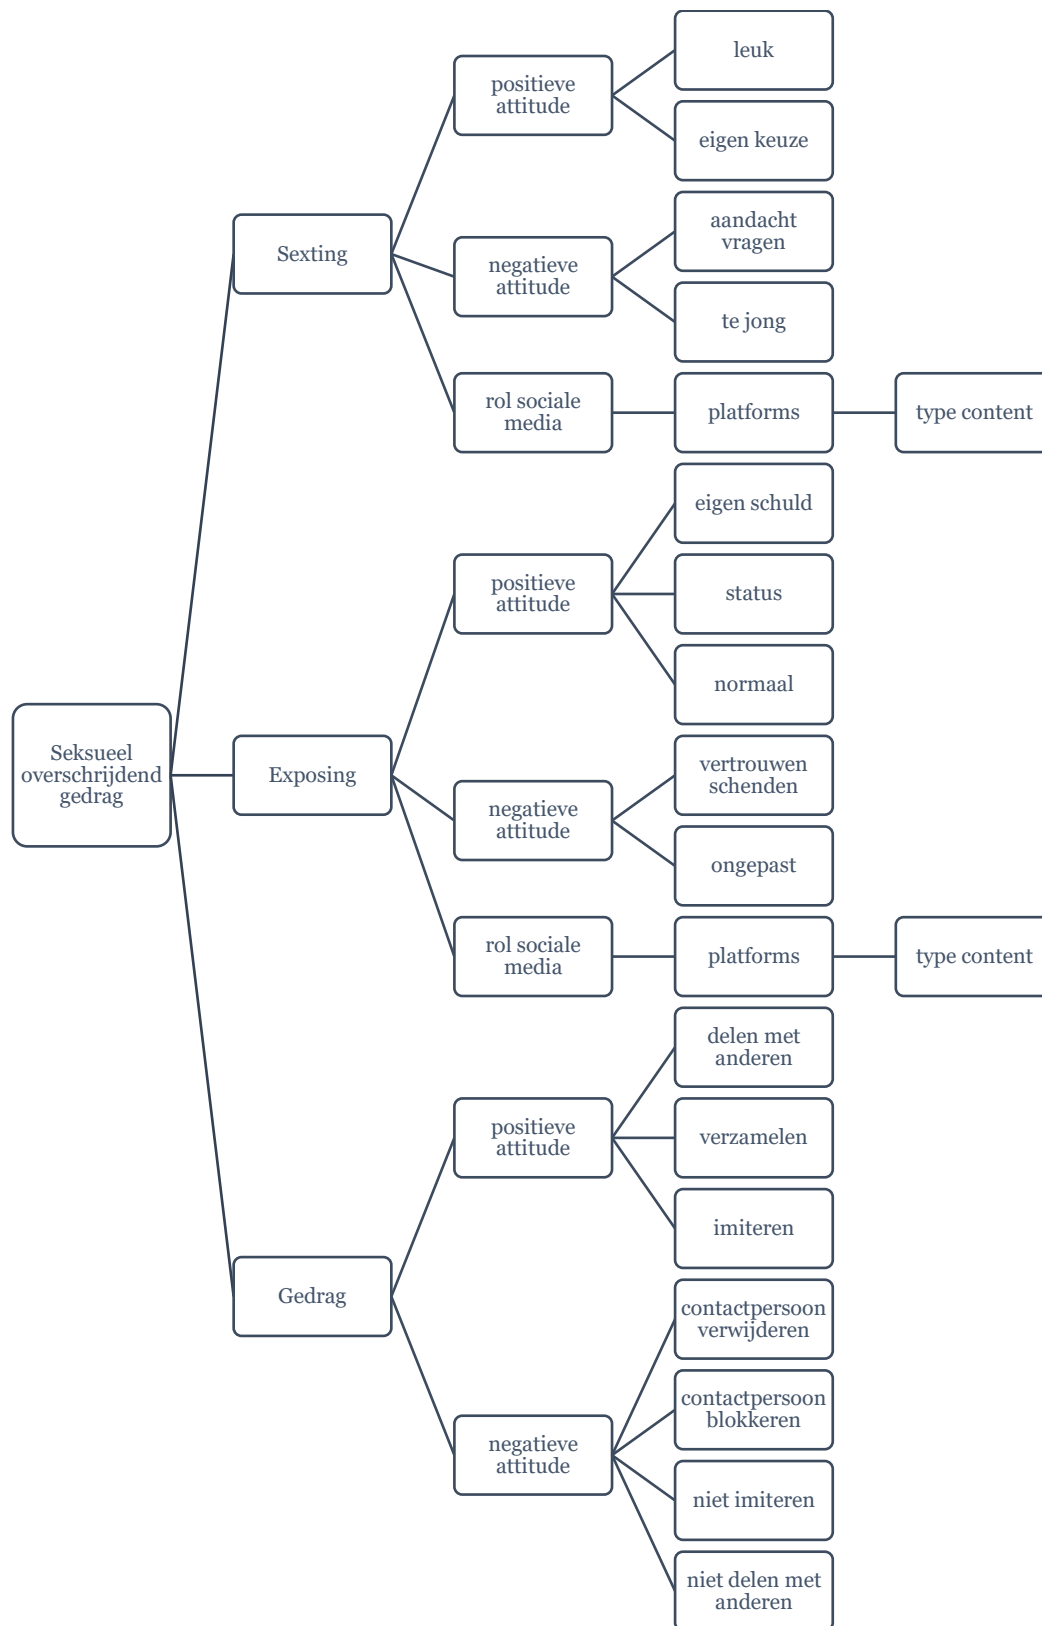 leuk
positieve
attitude
eigen keuze
Sexting
aandacht
vragen
negatieve
attitude
te jong
rol sociale
media
platforms
type content
eigen schuld
positieve
attitude
status
normaal
Seksueel
overschrijdend
gedrag
Exposing
vertrouwen
schenden
negatieve
attitude
ongepast
rol sociale
media
platforms
type content
delen met
anderen
positieve
attitude
verzamelen
imiteren
Gedrag
contactpersoon
verwijderen
contactpersoon
blokkeren
negatieve
attitude
niet imiteren
niet delen met
anderen